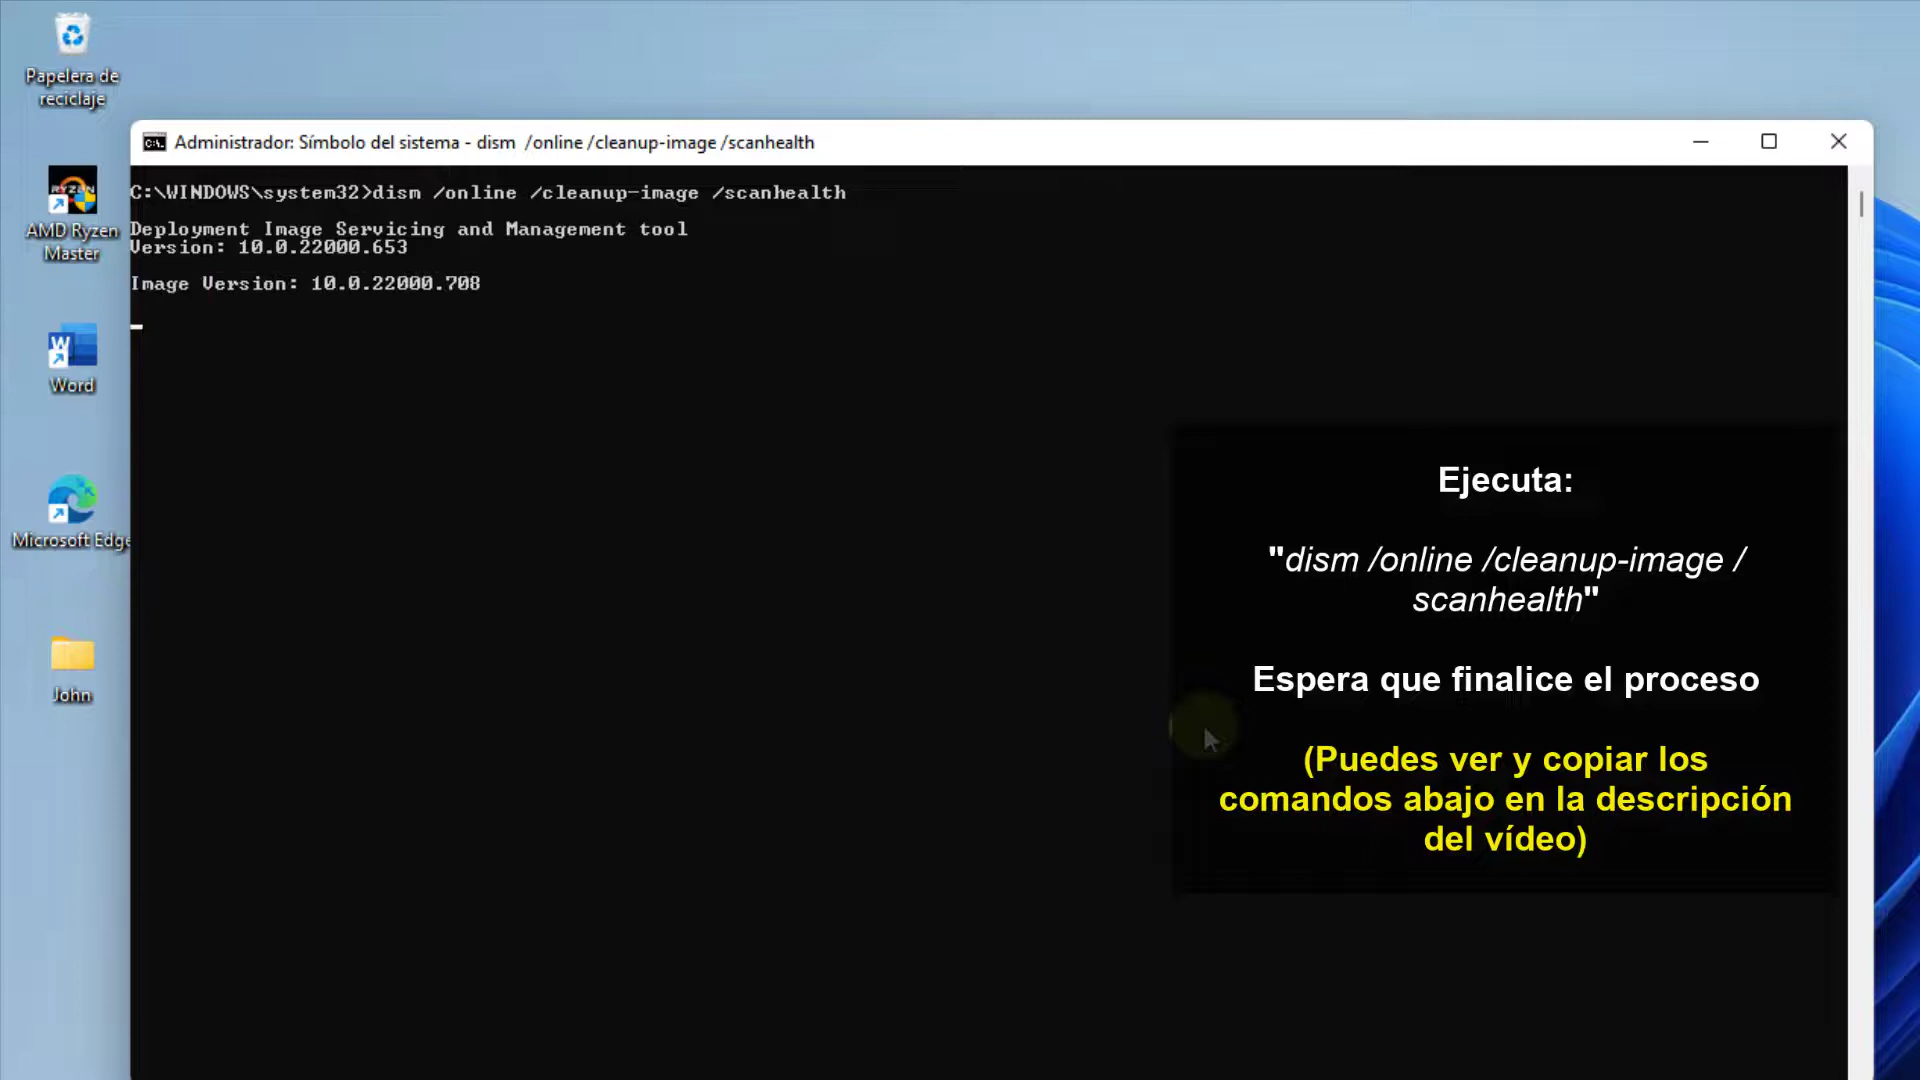 Papelera de
reciclaje
Administrador: Símbolo del sistema - dism  /online /cleanup-image /scanhealth
C:\WINDOWS\system32>dism /online /cleanup-image /scanhealth
RYZEN
AMD Ryzen
Master
Deployment Image Servicing and Management tool
Version: 10.0.22000.653
Image Version: 10.0.22000.708
W
Word
Microsoft Edge
John
Ejecuta:
"dism /online /cleanup-image /
scanhealth"
Espera que finalice el proceso
(Puedes ver y copiar los
comandos abajo en la descripción
del vídeo)